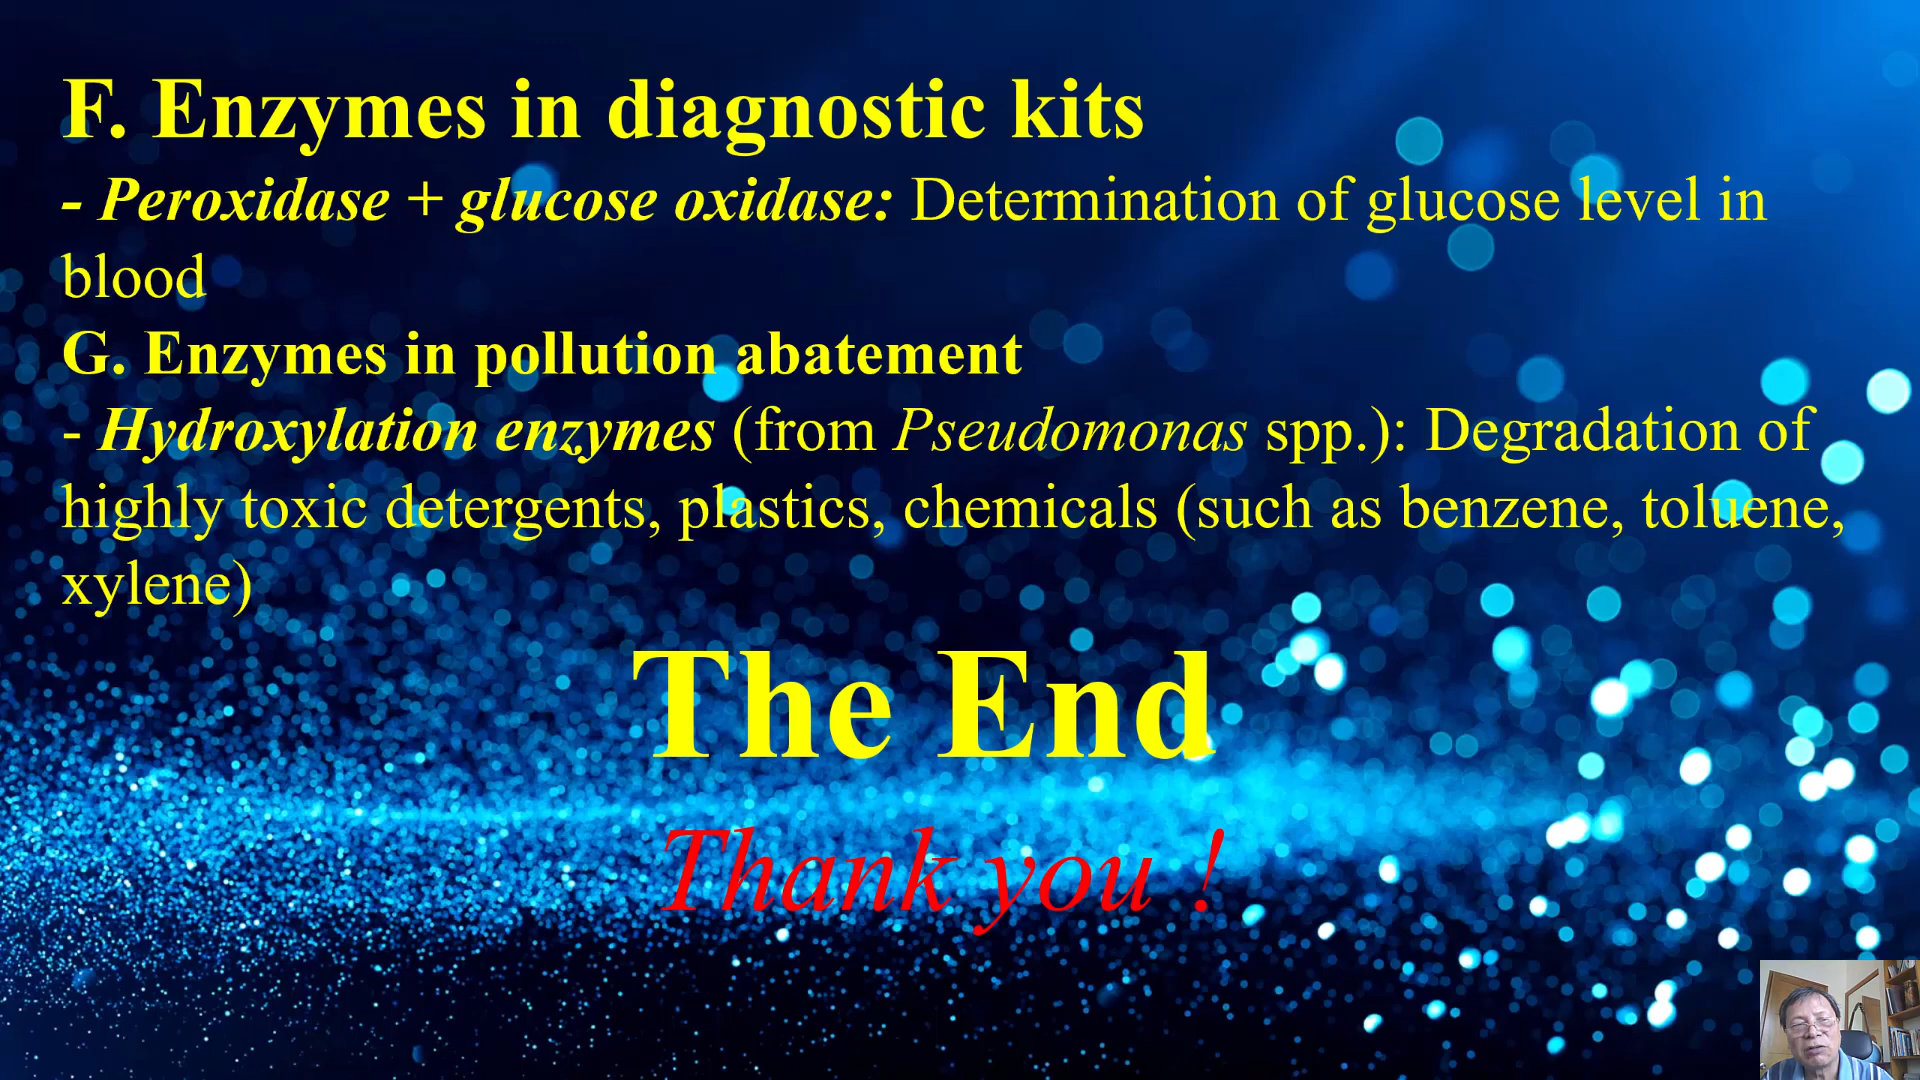 F. Enzymes in diagnostic kits
- Peroxidase + glucose oxidase: Determination of glucose level in
blood
G. Enzymes in pollution abatement
- Hydroxylation enzymes (from Pseudomonas spp.): Degradation of
highly toxic detergents, plastics, chemicals (such as benzene, toluene,
xylene)
The End
Thank you !